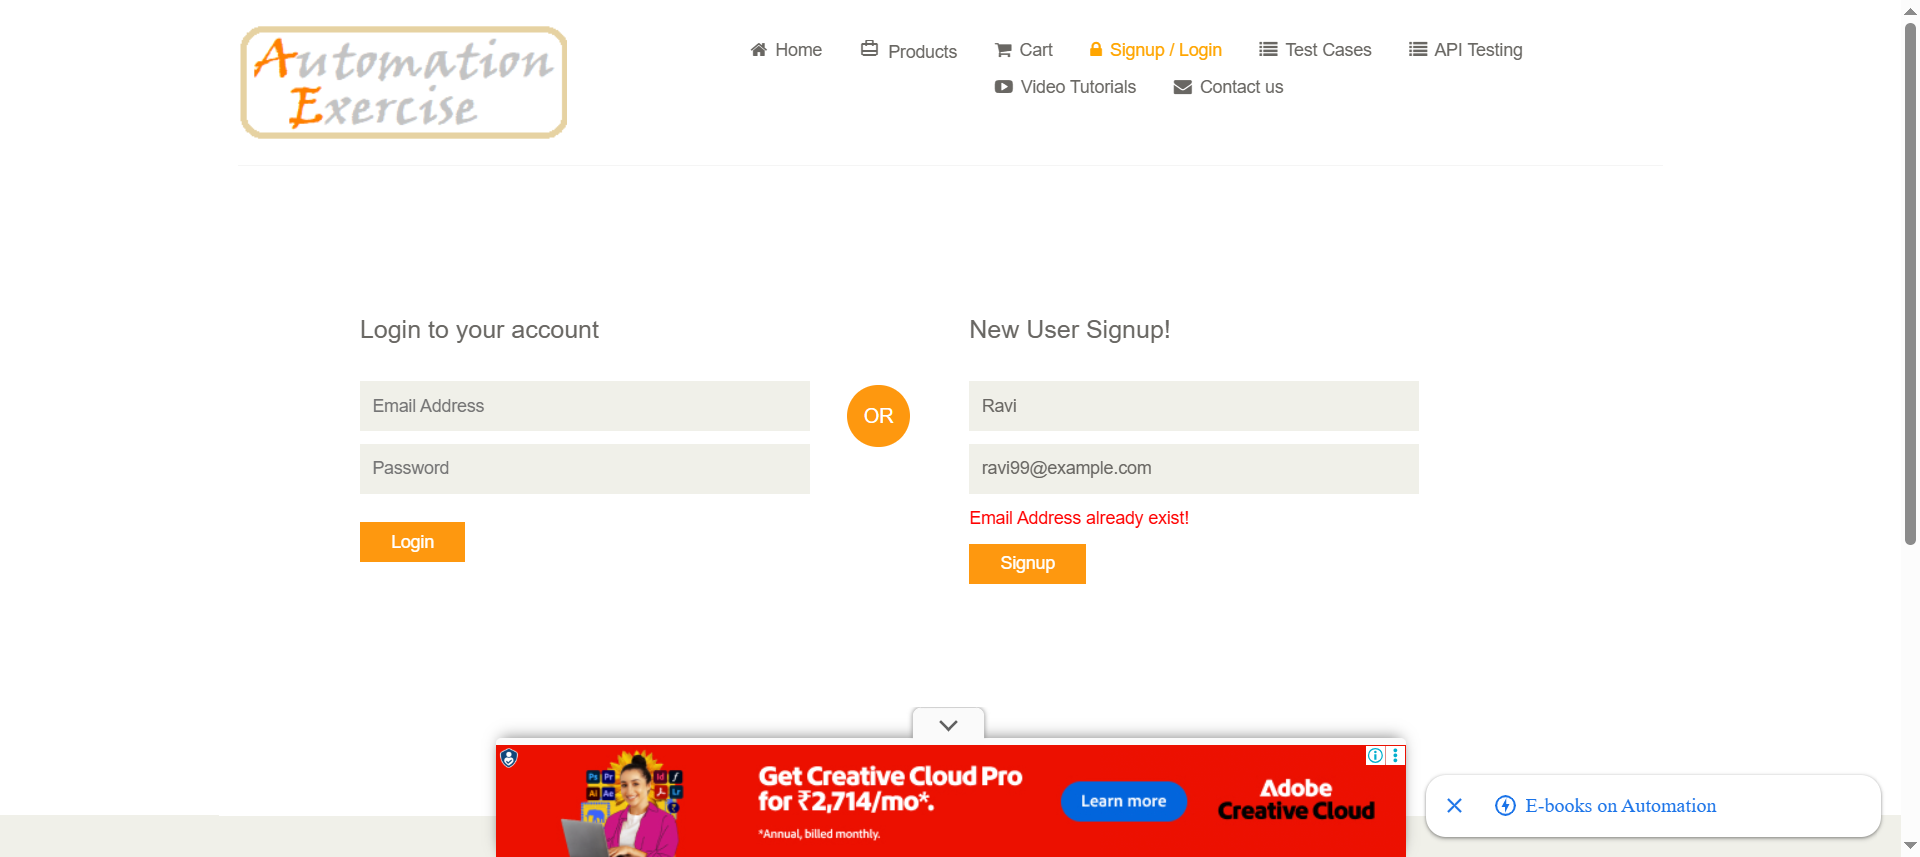 Automation
Exercise
Home
Products
Cart
Signup / Login
Test Cases
API Testing
Video Tutorials
Contact us
Login to your account
Email Address
Password
Login
OR
New User Signup!
Ravi
ravi99@example.com
Email Address already exist!
Signup
Ps Pr Id f
Ai Ae Lr
Get Creative Cloud Pro
for ₹2,714/mo*.
*Annual, billed monthly.
Learn more
Adobe
Creative Cloud
E-books on Automation